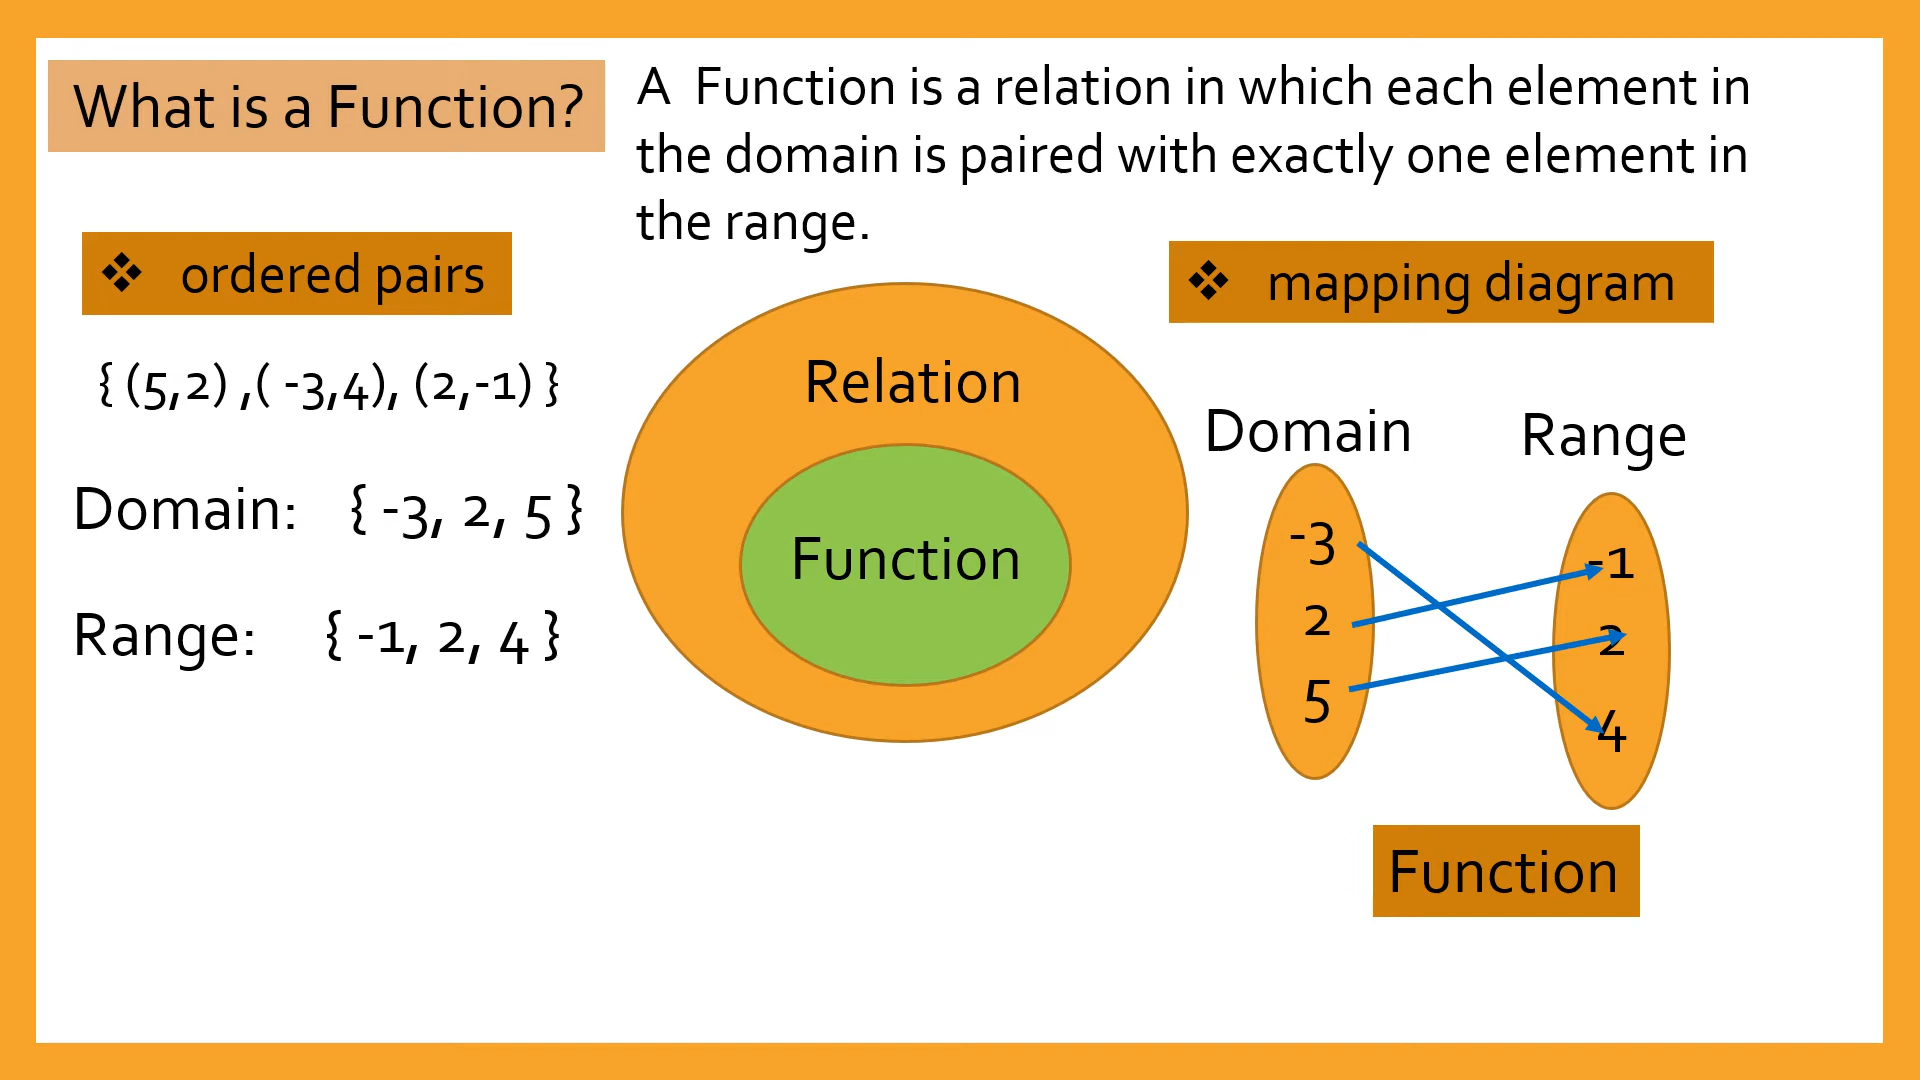 What is a Function?
A Function is a relation in which each element in
the domain is paired with exactly one element in
the range.
❖ ordered pairs
{ (5,2) ,( -3,4), (2,-1) }
Domain: { -3, 2, 5 }
Range: { -1, 2, 4 }
Relation
Function
❖ mapping diagram
Domain Range
-3
2
5
-1
2
4
Function